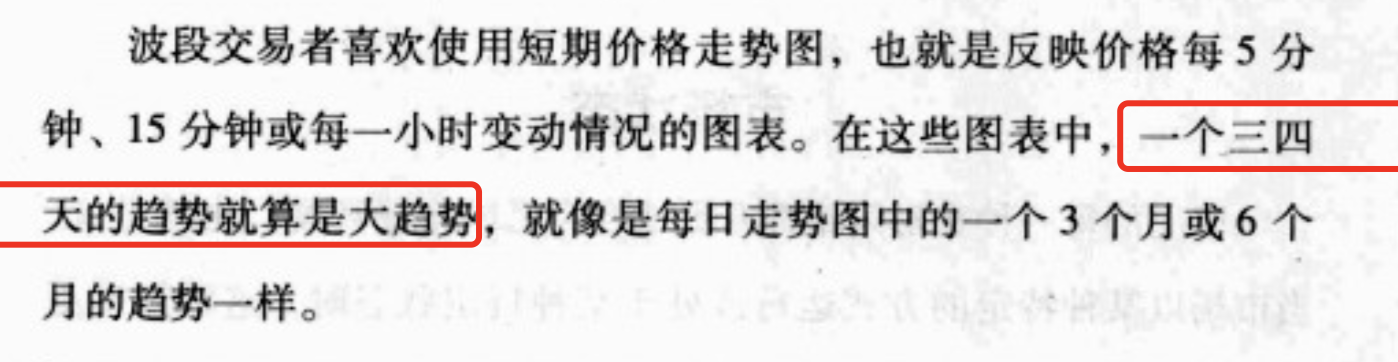 波段交易者喜欢使用短期价格走势图，也就是反映价格每 5 分
钟、15 分钟或每一小时变动情况的图表。在这些图表中，一个三四
天的趋势就算是大趋势，就像是每日走势图中的一个 3 个月或 6 个
月的趋势一样。